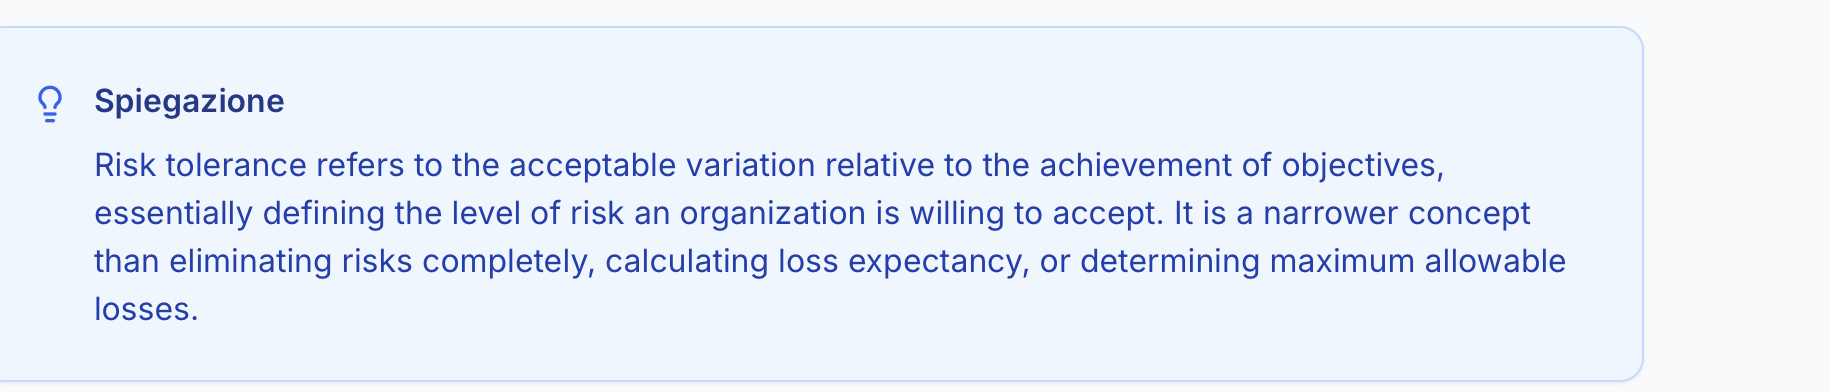 Spiegazione
Risk tolerance refers to the acceptable variation relative to the achievement of objectives,
essentially defining the level of risk an organization is willing to accept. It is a narrower concept
than eliminating risks completely, calculating loss expectancy, or determining maximum allowable
losses.